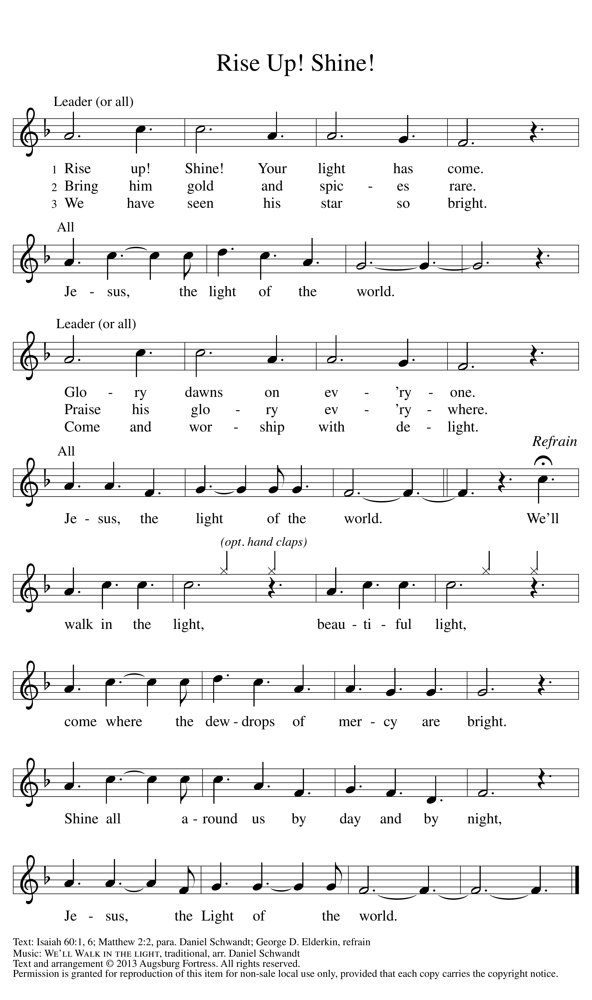 Rise Up! Shine!
Leader (or all)
1 Rise up! Shine! Your light has come.
2 Bring him gold and spic - es rare.
3 We have seen his star so bright.
All
Je - sus, the light of the world.
Leader (or all)
Glo - ry dawns on ev - 'ry - one.
Praise his glo - ry ev - 'ry - where.
Come and wor - ship with de - light.
Refrain
All
Je - sus, the light of the world. We'll
(opt. hand claps)
walk in the light, beau - ti - ful light,
come where the dew - drops of mer - cy are bright.
Shine all a - round us by day and by night,
Je - sus, the Light of the world.
Text: Isaiah 60:1, 6; Matthew 2:2, para. Daniel Schwandt; George D. Elderkin, refrain
Music: WE'LL WALK IN THE LIGHT, traditional, arr. Daniel Schwandt
Text and arrangement © 2013 Augsburg Fortress. All rights reserved.
Permission is granted for reproduction of this item for non-sale local use only, provided that each copy carries the copyright notice.